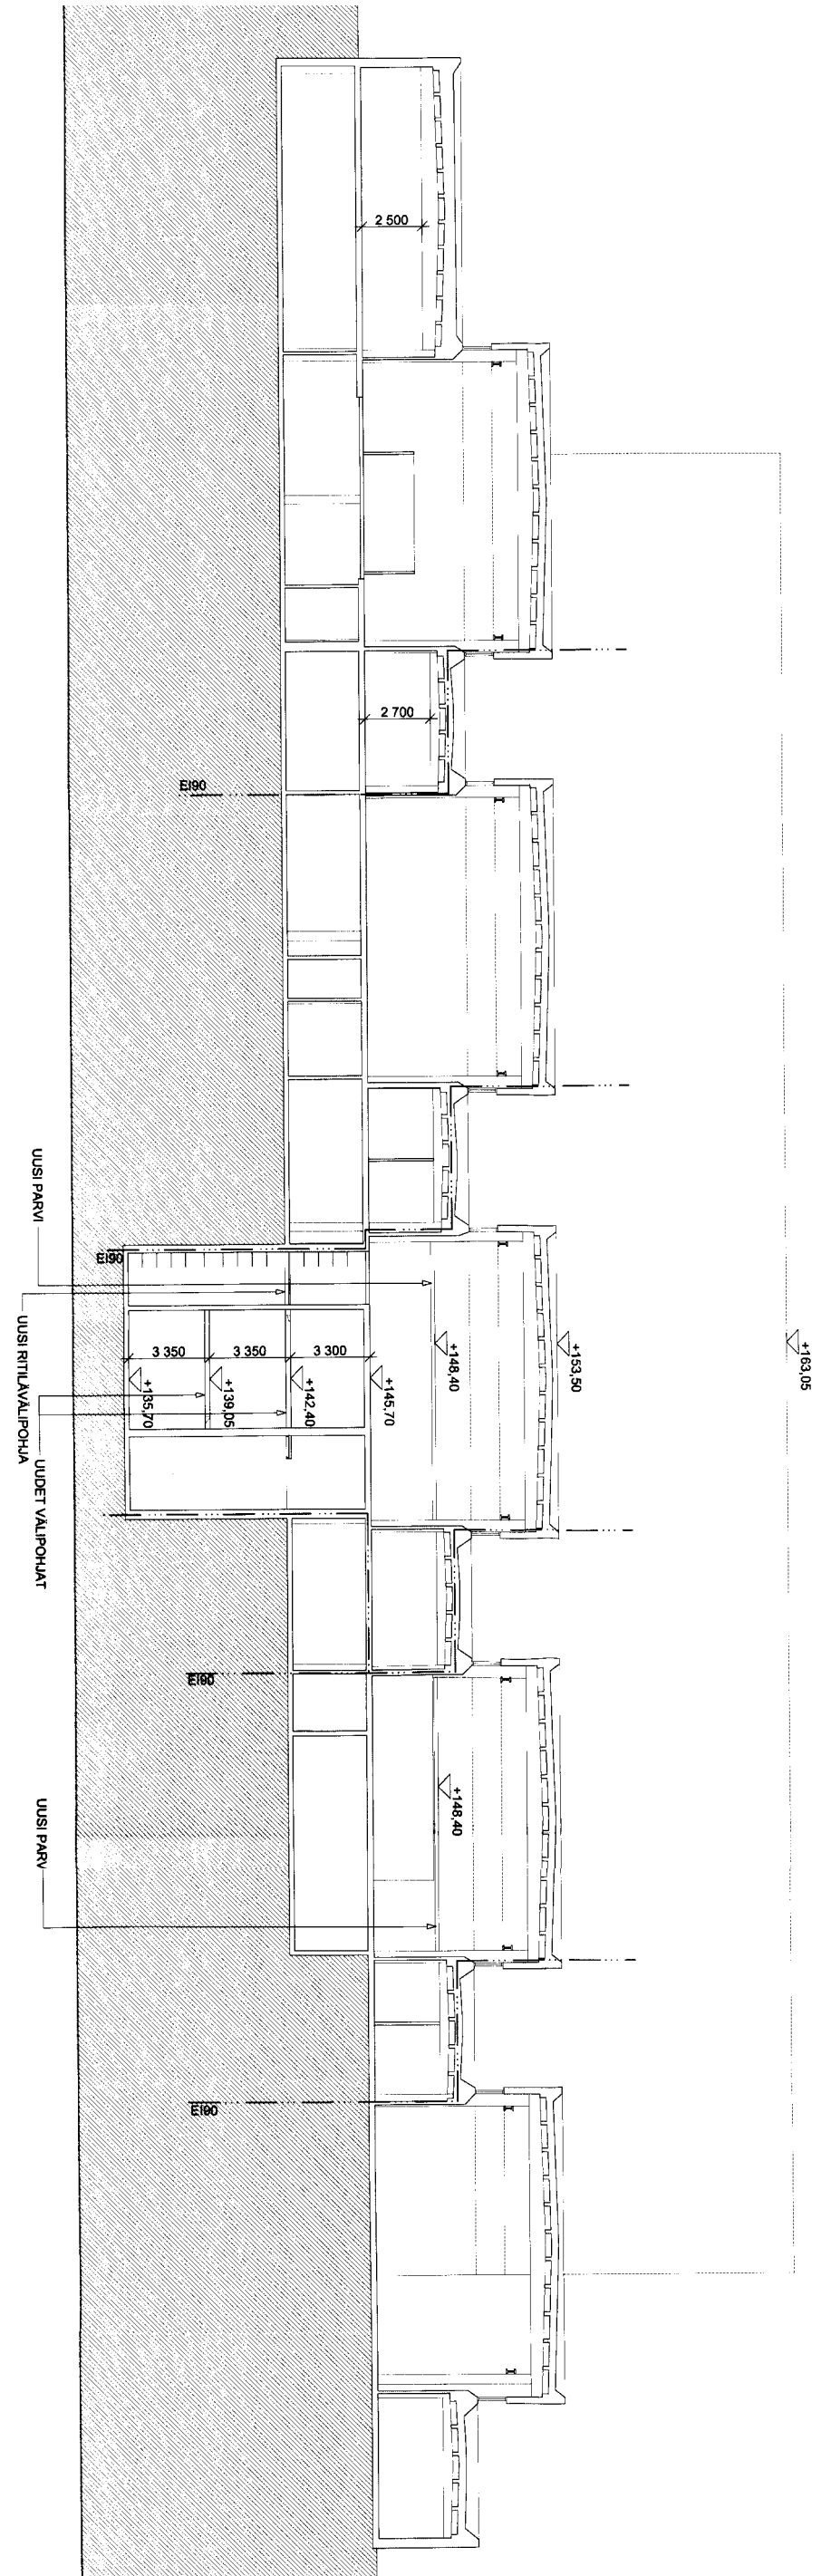 2 500
2 700
EI90
UUSI PARVI
EI90
UUSI RITILÄVÄLIPOHJA
3 350
3 350
3 300
+135,70
+139,05
+142,40
+145,70
+148,40
+153,50
+163,05
UUDET VÄLIPOHJAT
EI90
+148,40
UUSI PARV
EI90